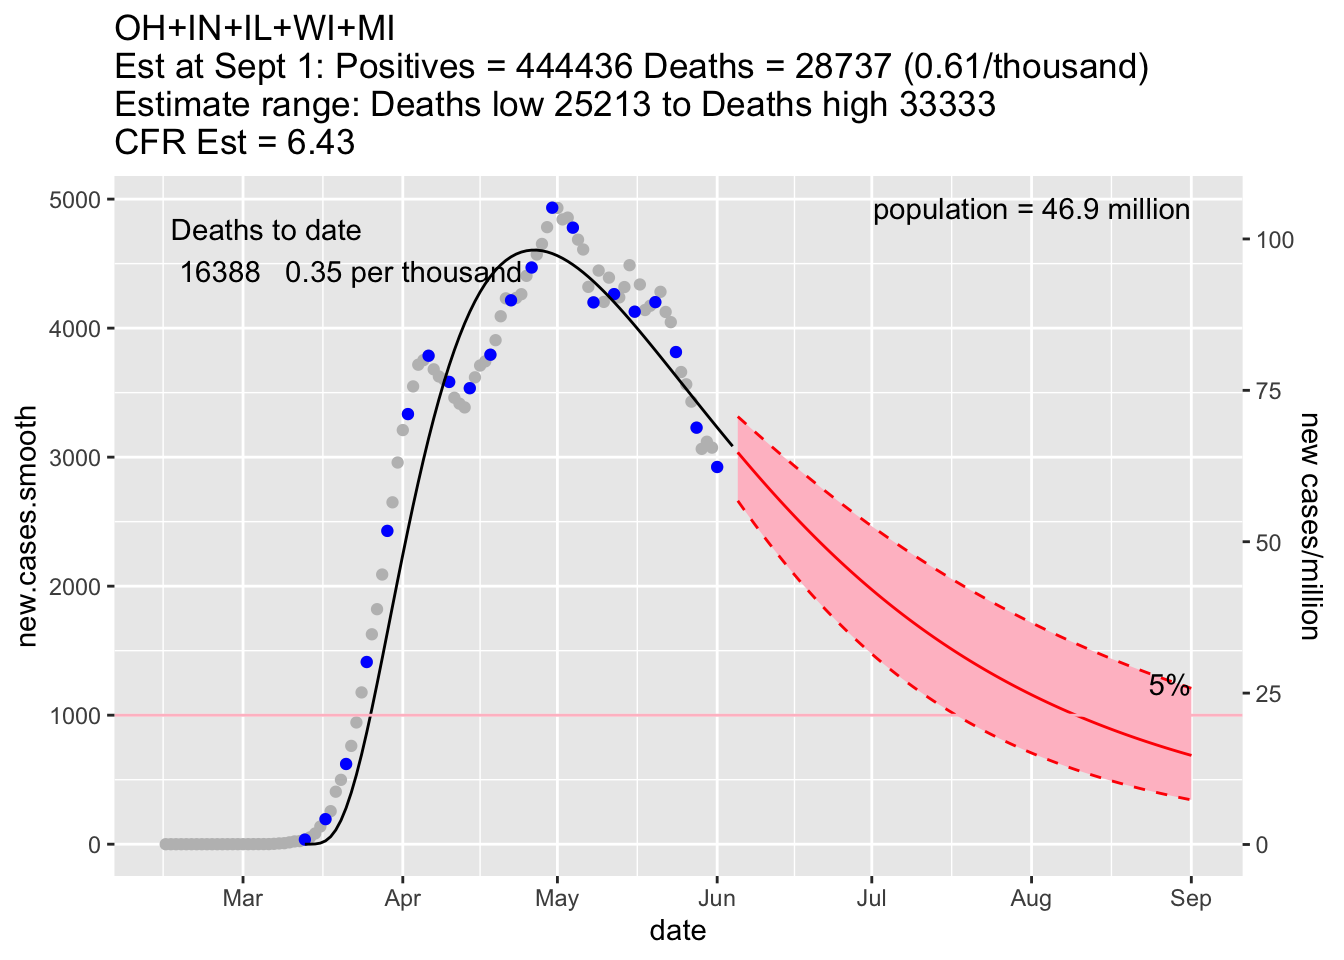 OH+IN+IL+WI+MI
Est at Sept 1: Positives = 444436 Deaths = 28737 (0.61/thousand)
Estimate range: Deaths low 25213 to Deaths high 33333
CFR Est = 6.43
5000
4000
3000
2000
1000
0
new.cases.smooth
Deaths to date
16388 0.35 per thousand
population = 46.9 million
5%
100
75
50
25
0
new cases/million
Mar Apr May Jun Jul Aug Sep
date